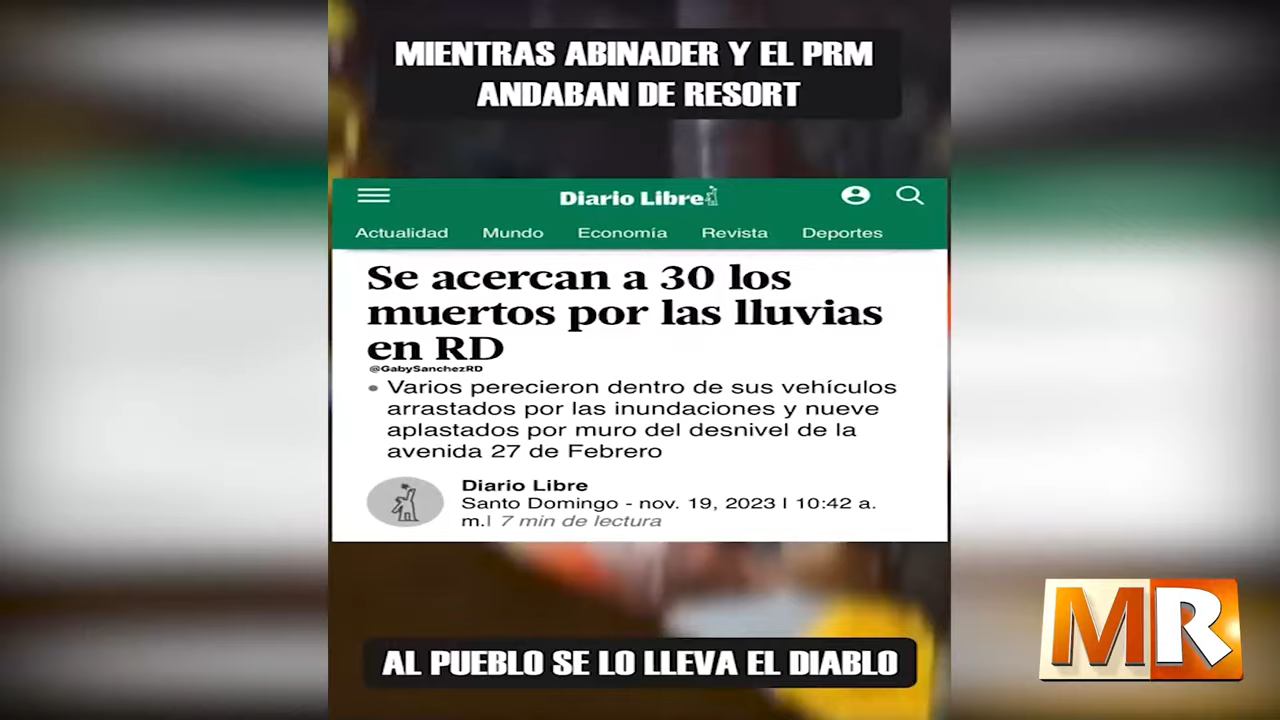 MIENTRAS ABINADER Y EL PRM
ANDABAN DE RESORT
Diario Libre
Actualidad Mundo Economía Revista Deportes
Se acercan a 30 los
muertos por las lluvias
en RD
@GabySanchezRD
• Varios perecieron dentro de sus vehículos
arrastados por las inundaciones y nueve
aplastados por muro del desnivel de la
avenida 27 de Febrero
Diario Libre
Santo Domingo - nov. 19, 2023 | 10:42 a.
m.| 7 min de lectura
AL PUEBLO SE LO LLEVA EL DIABLO
MR